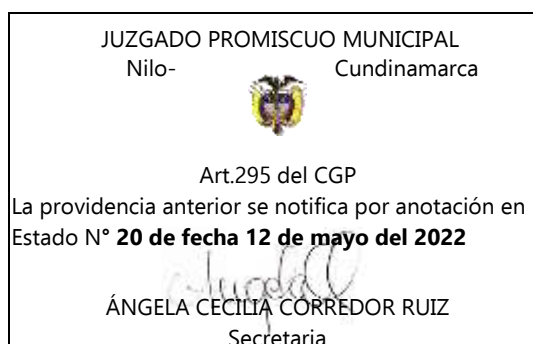 JUZGADO PROMISCUO MUNICIPAL
Nilo- Cundinamarca
Art.295 del CGP
La providencia anterior se notifica por anotación en
Estado N° 20 de fecha 12 de mayo del 2022
ÁNGELA CECILIA CORREDOR RUIZ
Secretaria